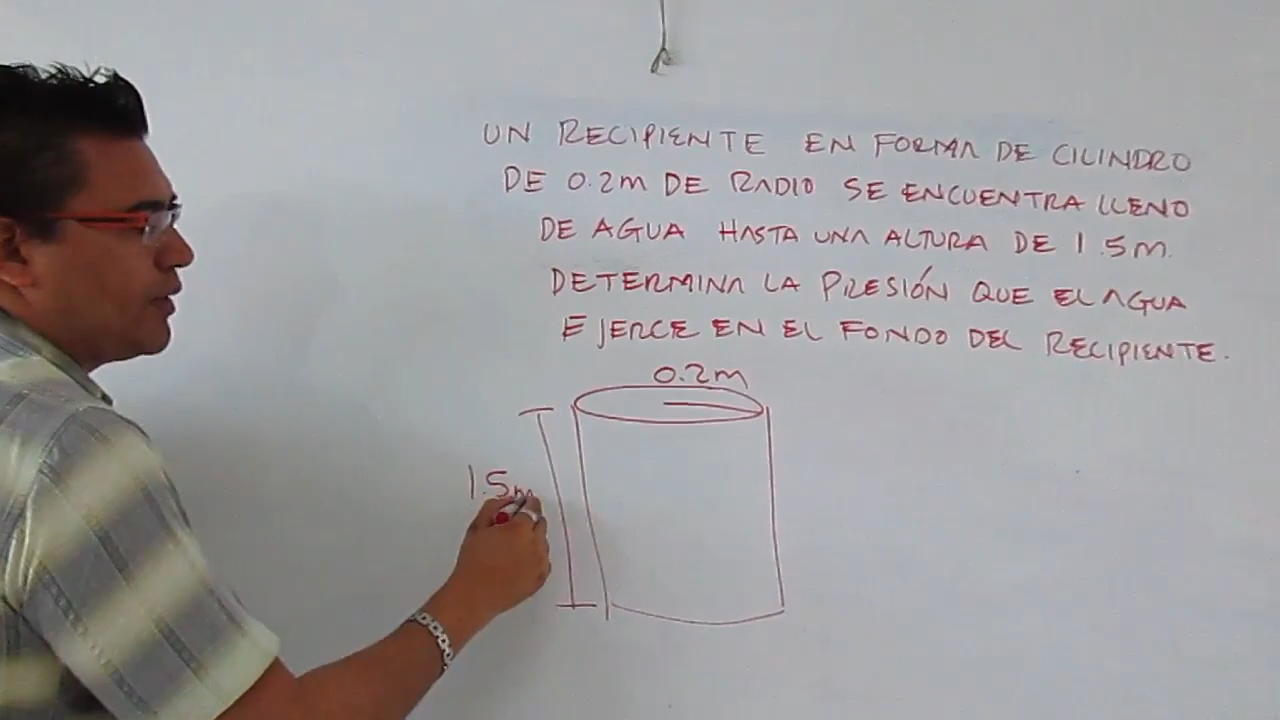 UN RECIPIENTE EN FORMA DE CILINDRO
DE 0.2m DE RADIO SE ENCUENTRA LLENO
DE AGUA HASTA UNA ALTURA DE 1.5m.
DETERMINA LA PRESIÓN QUE EL AGUA
EJERCE EN EL FONDO DEL RECIPIENTE.
0.2m
1.5m